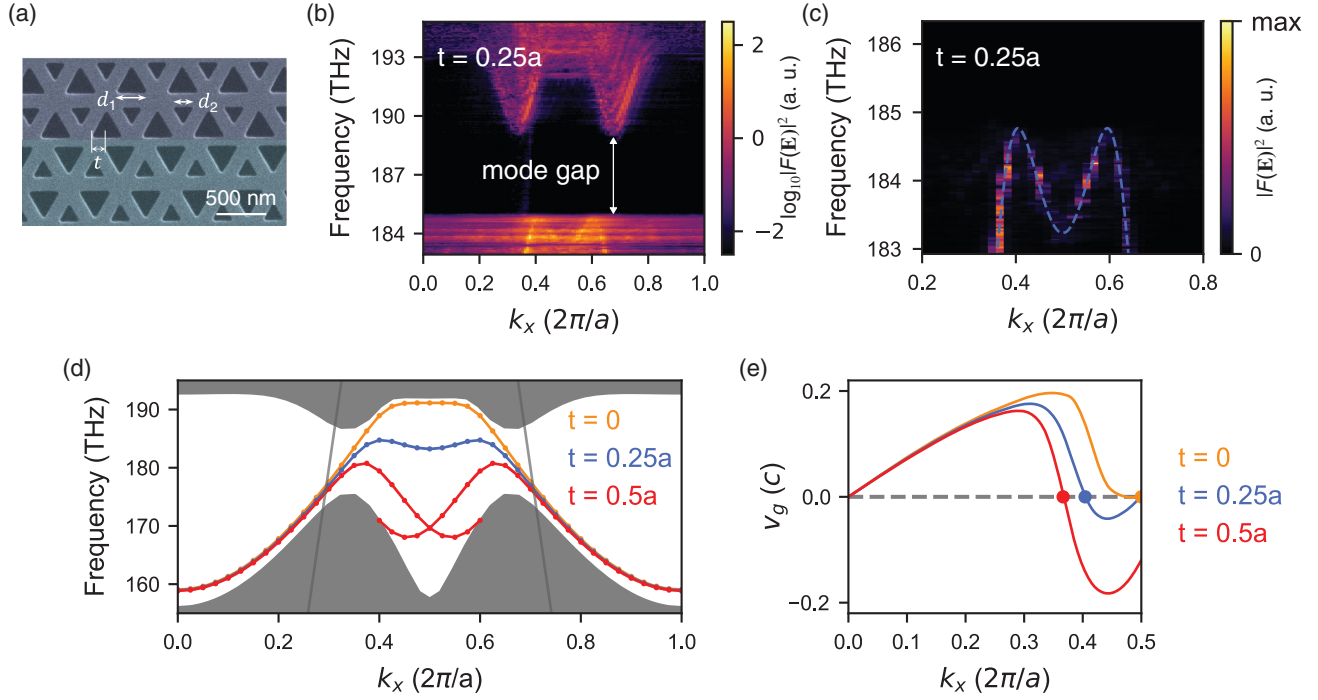 (a)
d₁
d₂
t
500 nm
(b)
t = 0.25a
mode gap
Frequency (THz)
193
190
187
184
0.0 0.2 0.4 0.6 0.8 1.0
kₓ (2π/a)
2
0
−2
log₁₀|F(E)|² (a. u.)
(c)
t = 0.25a
Frequency (THz)
186
185
184
183
0.2 0.4 0.6 0.8
kₓ (2π/a)
max
0
|F(E)|² (a. u.)
(d)
Frequency (THz)
190
180
170
160
t = 0
t = 0.25a
t = 0.5a
0.0 0.2 0.4 0.6 0.8 1.0
kₓ (2π/a)
(e)
v_g (c)
0.2
0.0
−0.2
0.0 0.1 0.2 0.3 0.4 0.5
kₓ (2π/a)
t = 0
t = 0.25a
t = 0.5a